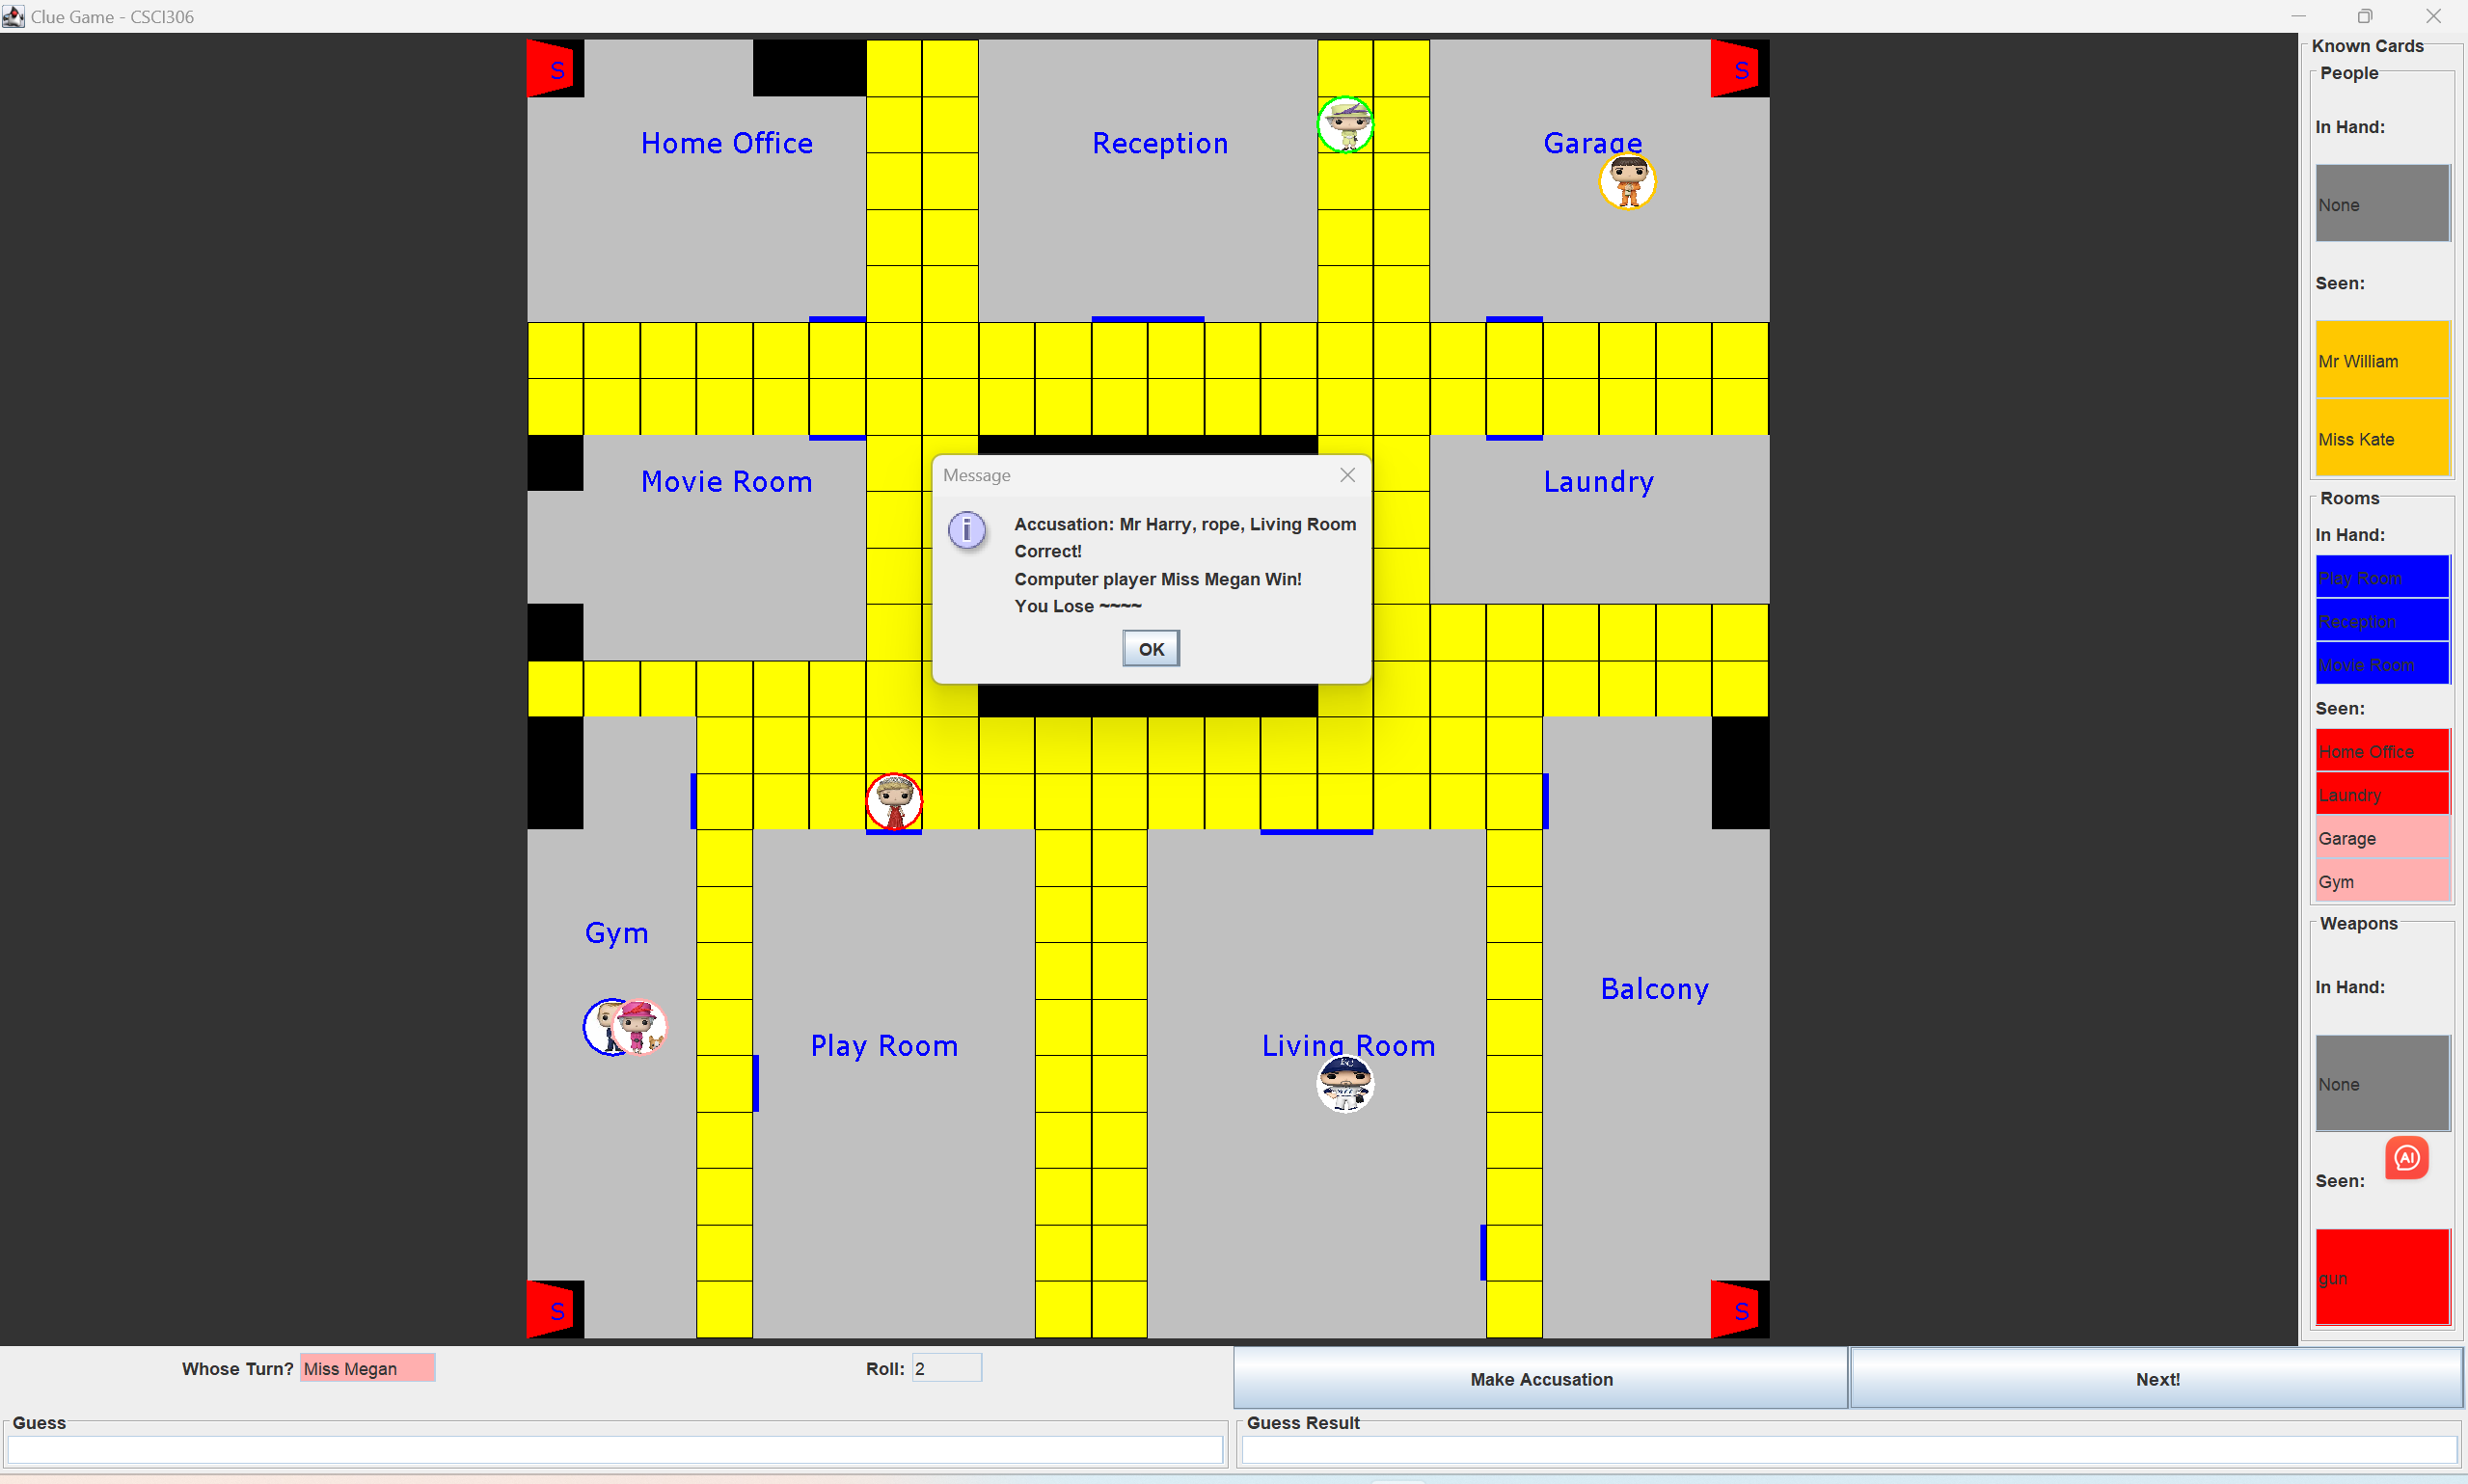 Clue Game - CSCI306
S
S
Home Office
Reception
Garage
Movie Room
Laundry
Message
Accusation: Mr Harry, rope, Living Room
Correct!
Computer player Miss Megan Win!
You Lose ~~~~
OK
Gym
Balcony
Play Room
Living Room
S
S
Known Cards
People
In Hand:
None
Seen:
Mr William
Miss Kate
Rooms
In Hand:
Play Room
Reception
Movie Room
Seen:
Home Office
Laundry
Garage
Gym
Weapons
In Hand:
None
AI
Seen:
gun
Whose Turn? Miss Megan
Roll: 2
Make Accusation
Next!
Guess
Guess Result